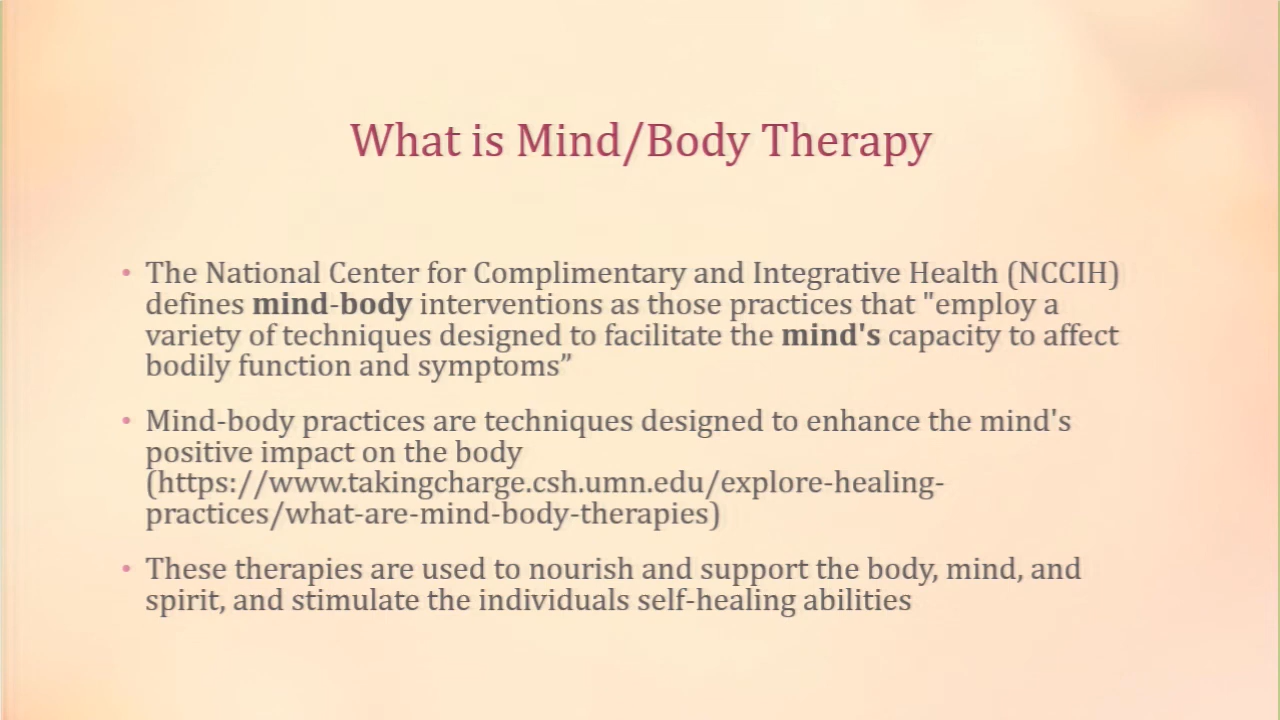 What is Mind/Body Therapy
• The National Center for Complimentary and Integrative Health (NCCIH)
defines mind-body interventions as those practices that "employ a
variety of techniques designed to facilitate the mind's capacity to affect
bodily function and symptoms”
• Mind-body practices are techniques designed to enhance the mind's
positive impact on the body
(https://www.takingcharge.csh.umn.edu/explore-healing-
practices/what-are-mind-body-therapies)
• These therapies are used to nourish and support the body, mind, and
spirit, and stimulate the individuals self-healing abilities